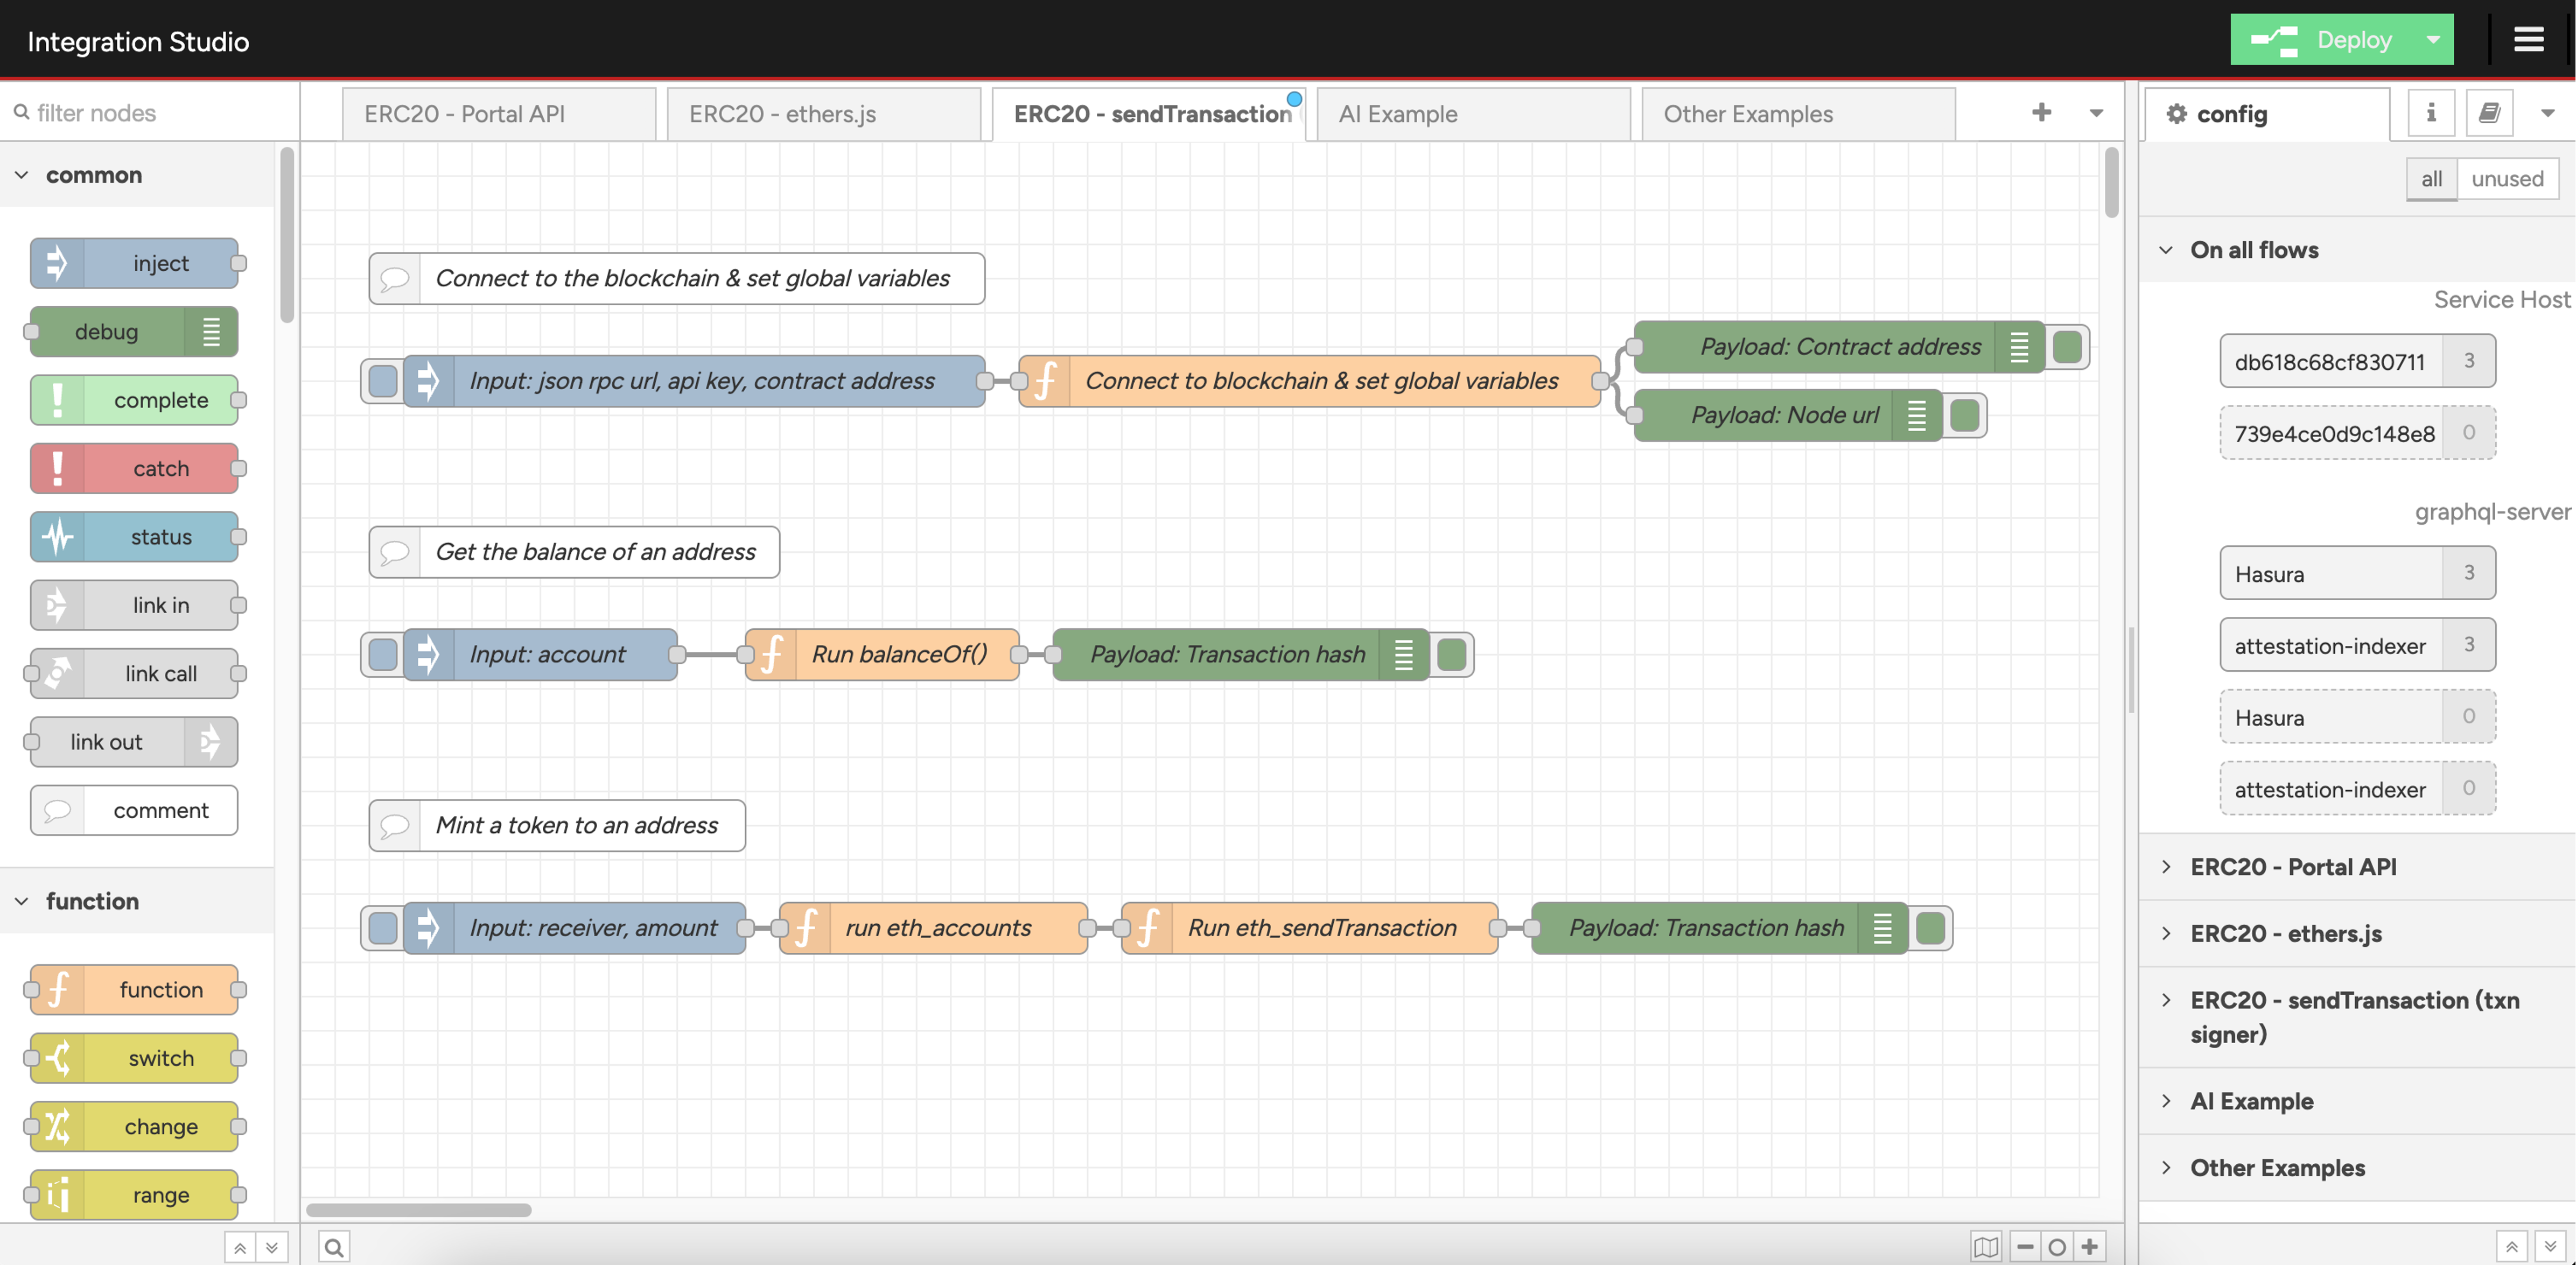 Integration Studio
Deploy
filter nodes
ERC20 - Portal API
ERC20 - ethers.js
ERC20 - sendTransaction
AI Example
Other Examples
config
all
unused
common
inject
debug
complete
catch
status
link in
link call
link out
comment
function
function
switch
change
range
Connect to the blockchain & set global variables
Input: json rpc url, api key, contract address
Connect to blockchain & set global variables
Payload: Contract address
Payload: Node url
Get the balance of an address
Input: account
Run balanceOf()
Payload: Transaction hash
Mint a token to an address
Input: receiver, amount
run eth_accounts
Run eth_sendTransaction
Payload: Transaction hash
On all flows
Service Host
db618c68cf830711 3
739e4ce0d9c148e8 0
graphql-server
Hasura 3
attestation-indexer 3
Hasura 0
attestation-indexer 0
ERC20 - Portal API
ERC20 - ethers.js
ERC20 - sendTransaction (txn
signer)
AI Example
Other Examples